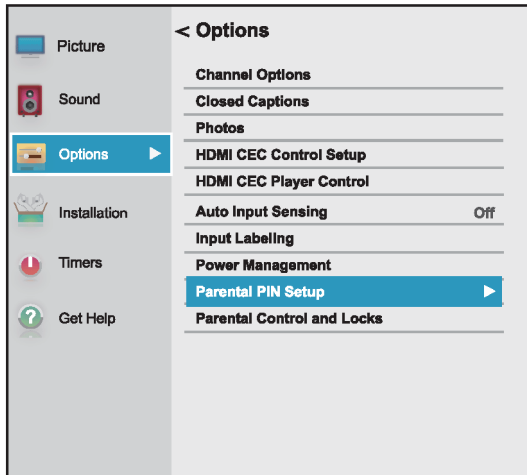 Picture
Sound
Options
Installation
Timers
Get Help
< Options
Channel Options
Closed Captions
Photos
HDMI CEC Control Setup
HDMI CEC Player Control
Auto Input Sensing Off
Input Labeling
Power Management
Parental PIN Setup
Parental Control and Locks